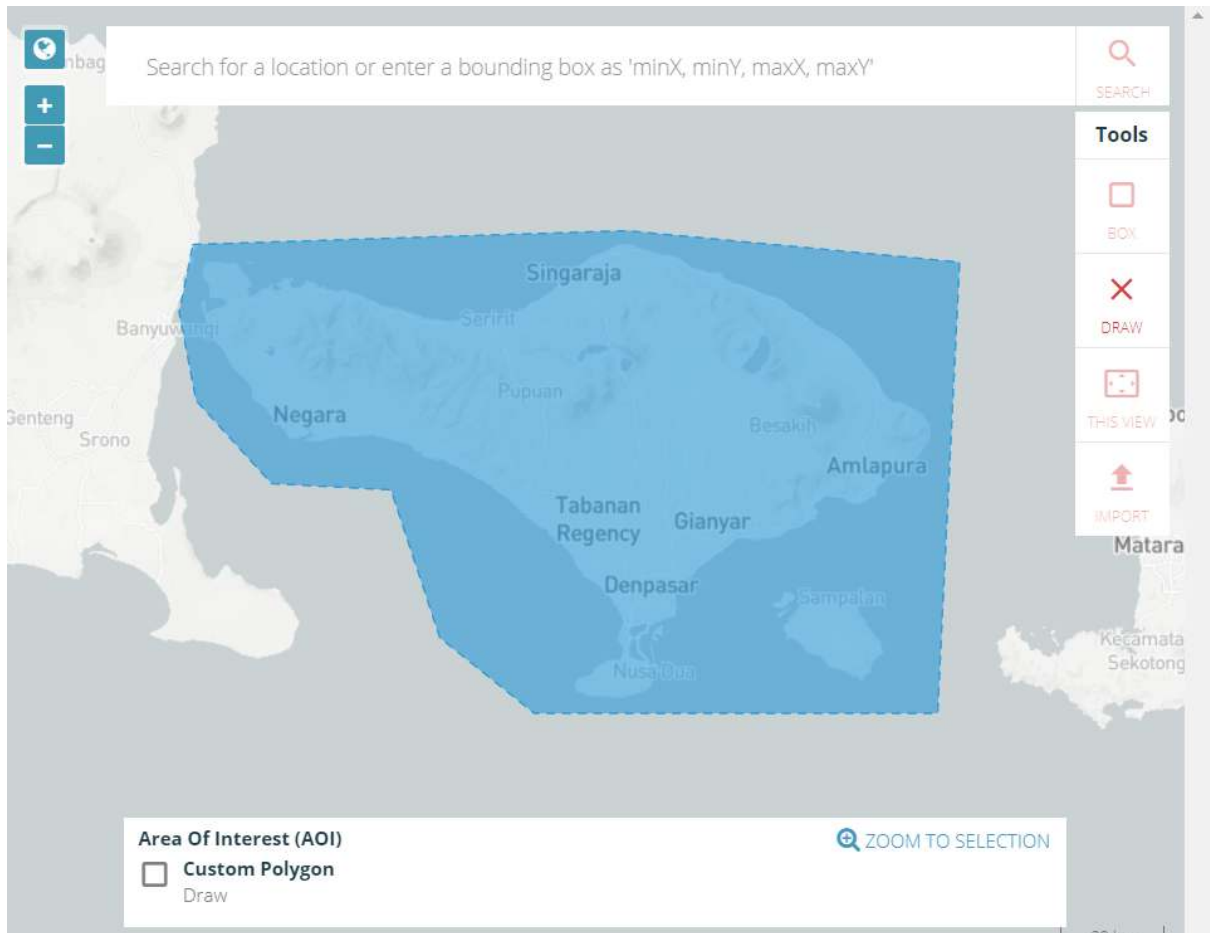 Search for a location or enter a bounding box as 'minX, minY, maxX, maxY'
SEARCH
Tools
BOX
DRAW
THIS VIEW
IMPORT
Singaraja
Seririt
Banyuwangi
Pupuan
Negara
Besakih
Genteng
Srono
Amlapura
Tabanan
Regency
Gianyar
Matara
Denpasar
Sampalan
Kecamata
Sekotong
Nusa Dua
Area Of Interest (AOI)
ZOOM TO SELECTION
Custom Polygon
Draw